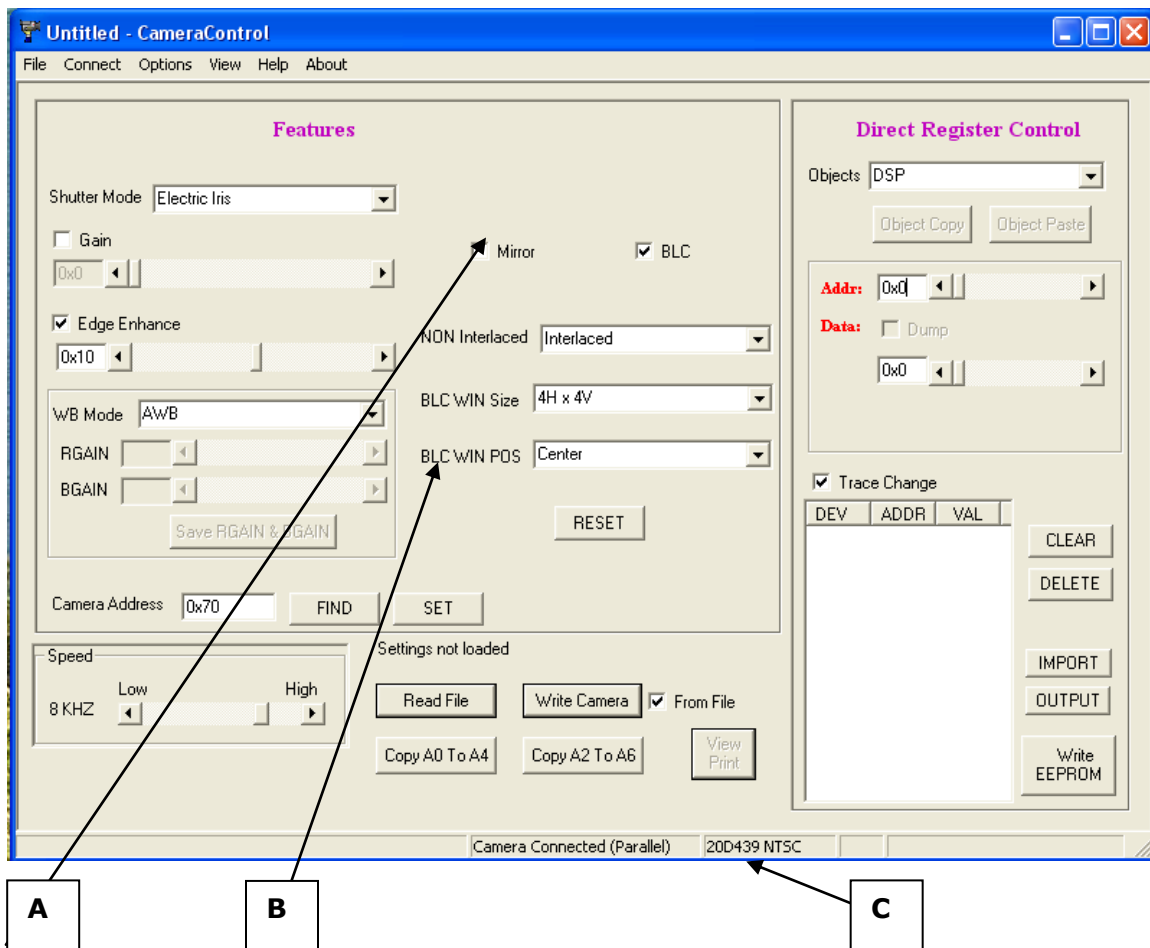 Untitled - CameraControl
File Connect Options View Help About
Features
Shutter Mode Electric Iris
Gain
0x0
Mirror
BLC
Edge Enhance
0x10
NON Interlaced Interlaced
WB Mode AWB
BLC WIN Size 4H x 4V
RGAIN
BLC WIN POS Center
BGAIN
Save RGAIN & BGAIN
RESET
Camera Address 0x70 FIND SET
Speed
Low High
8 KHZ
Settings not loaded
Read File Write Camera From File
Copy A0 To A4 Copy A2 To A6 View
Print
Direct Register Control
Objects DSP
Object Copy Object Paste
Addr: 0x0
Data: Dump
0x0
Trace Change
DEV ADDR VAL
CLEAR
DELETE
IMPORT
OUTPUT
Write
EEPROM
Camera Connected (Parallel) 20D439 NTSC
A B C